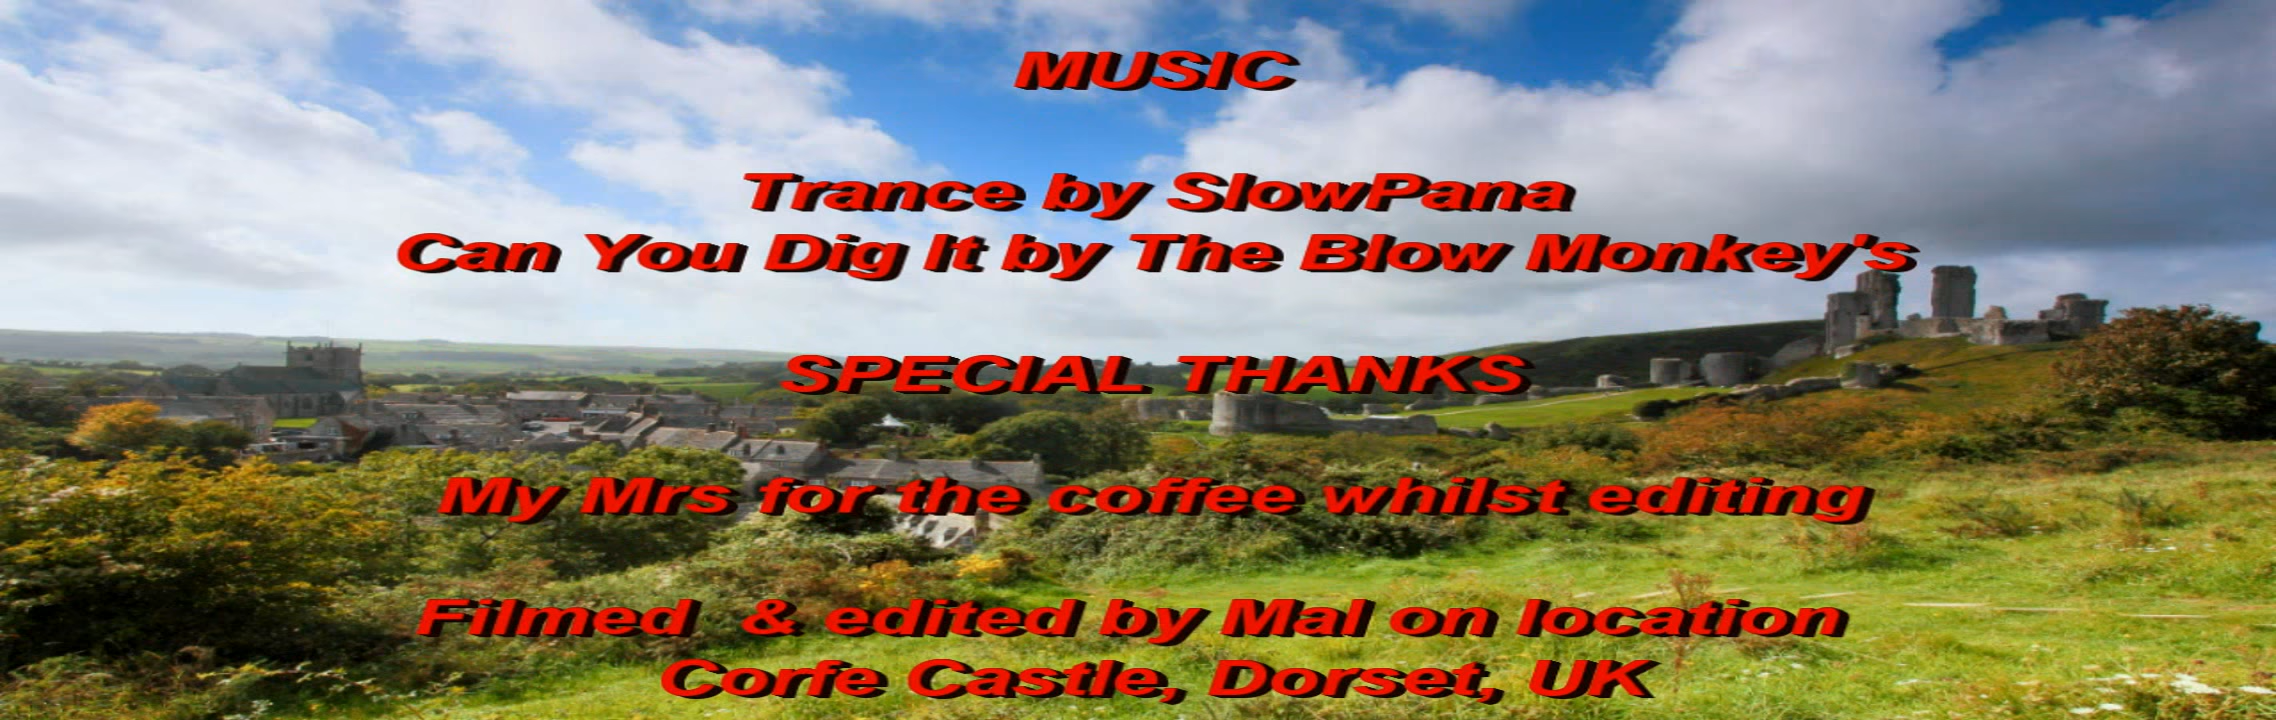 MUSIC
Trance by SlowPana
Can You Dig It by The Blow Monkey's
SPECIAL THANKS
My Mrs for the coffee whilst editing
Filmed  & edited by Mal on location
Corfe Castle, Dorset, UK